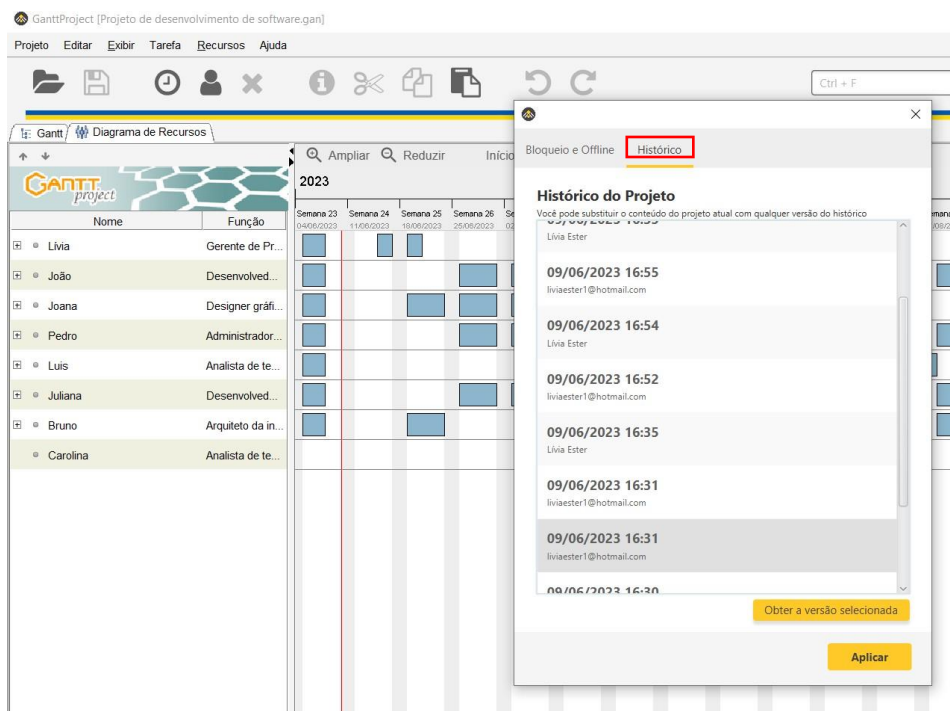 GanttProject [Projeto de desenvolvimento de software.gan]
Projeto Editar Exibir Tarefa Recursos Ajuda
Ctrl + F
Gantt Diagrama de Recursos
Ampliar Reduzir Início
2023
GANTT project
Nome Função
Semana 23 Semana 24 Semana 25 Semana 26
04/06/2023 11/06/2023 18/06/2023 25/06/2023
Lívia Gerente de Pr...
João Desenvolved...
Joana Designer gráfi...
Pedro Administrador...
Luis Analista de te...
Juliana Desenvolved...
Bruno Arquiteto da in...
Carolina Analista de te...
Bloqueio e Offline Histórico
Histórico do Projeto
Você pode substituir o conteúdo do projeto atual com qualquer versão do histórico
Lívia Ester
09/06/2023 16:55
liviaester1@hotmail.com
09/06/2023 16:54
Lívia Ester
09/06/2023 16:52
liviaester1@hotmail.com
09/06/2023 16:35
Lívia Ester
09/06/2023 16:31
liviaester1@hotmail.com
09/06/2023 16:31
liviaester1@hotmail.com
09/06/2023 16:30
Obter a versão selecionada
Aplicar